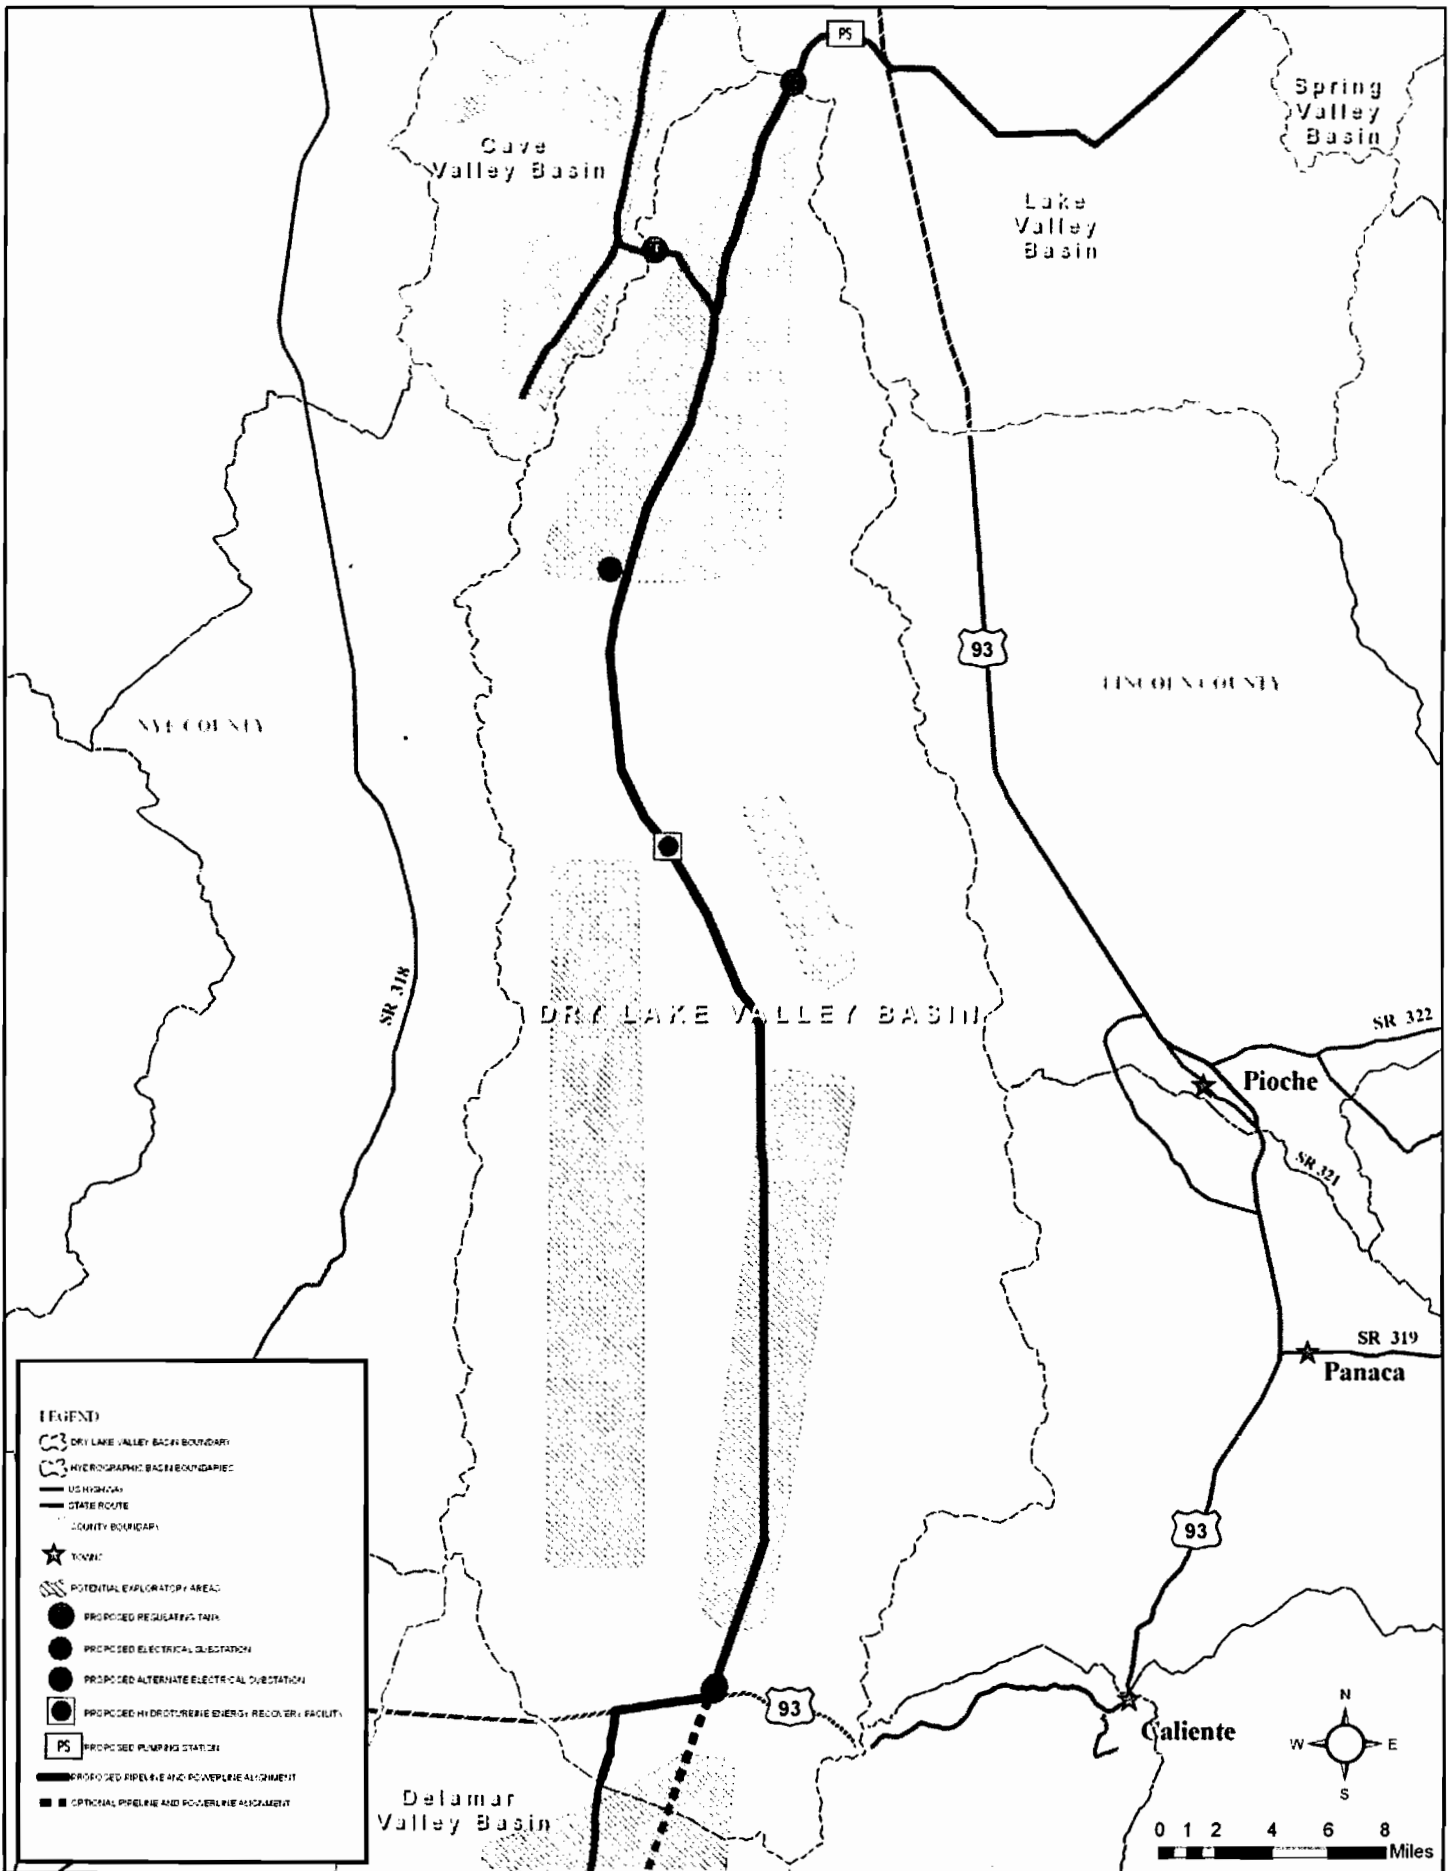 PS
Spring
Valley
Basin
Cave
Valley Basin
Lake
Valley
Basin
93
LINCOLN COUNTY
NYE COUNTY
SR 318
DRY LAKE VALLEY BASIN
SR 322
Pioche
SR 321
SR 319
Panaca
93
LEGEND
DRY LAKE VALLEY BASIN BOUNDARY
HYDROGRAPHIC BASIN BOUNDARIES
US HIGHWAY
STATE ROUTE
COUNTY BOUNDARY
TOWNS
POTENTIAL EXPLORATORY AREAS
PROPOSED REGULATING TANK
PROPOSED ELECTRICAL SUBSTATION
PROPOSED ALTERNATE ELECTRICAL SUBSTATION
PROPOSED HYDROTURBINE ENERGY RECOVERY FACILITY
PS PROPOSED PUMPING STATION
PROPOSED PIPELINE AND POWERLINE ALIGNMENT
OPTIONAL PIPELINE AND POWERLINE ALIGNMENT
93
Caliente
Delamar
Valley Basin
N
W E
S
0 1 2 4 6 8
Miles